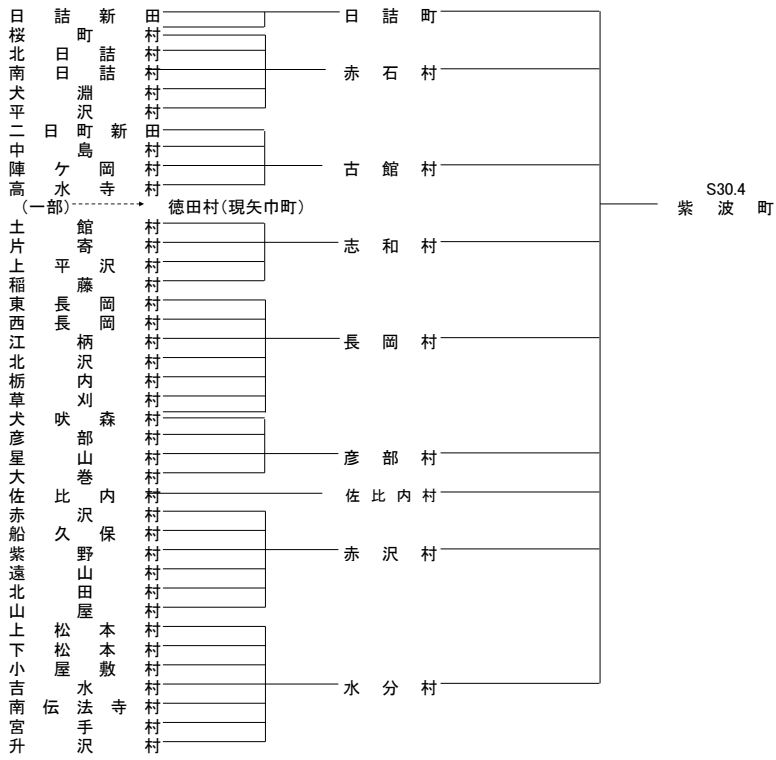 日詰新田
桜町村
北日詰村
南日詰村
犬淵村
平沢村
二日町新田
中島村
陣ケ岡村
高水寺村
(一部)
土館村
片寄村
上平沢村
稲藤村
東長岡村
西長岡村
江柄村
北沢村
栃内村
草刈村
犬吠森村
彦部村
星山村
大巻村
佐比内村
赤沢村
船久保村
紫野村
遠山村
北田村
山屋村
上松本村
下松本村
小屋敷村
吉水村
南伝法寺村
宮手村
升沢村
日詰町
赤石村
古館村
徳田村(現矢巾町)
志和村
長岡村
彦部村
佐比内村
赤沢村
水分村
S30.4
紫波町